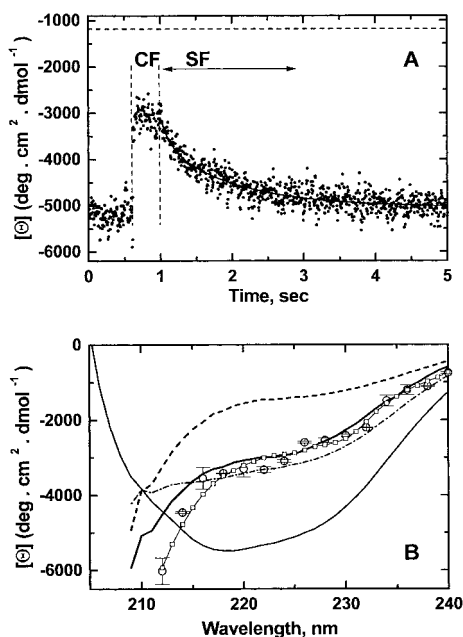 -1000
-2000
-3000
-4000
-5000
-6000
[Θ] (deg · cm² · dmol⁻¹)
CF SF A
0 1 2 3 4 5
Time, sec
0
-2000
-4000
-6000
[Θ] (deg · cm² · dmol⁻¹)
B
210 220 230 240
Wavelength, nm